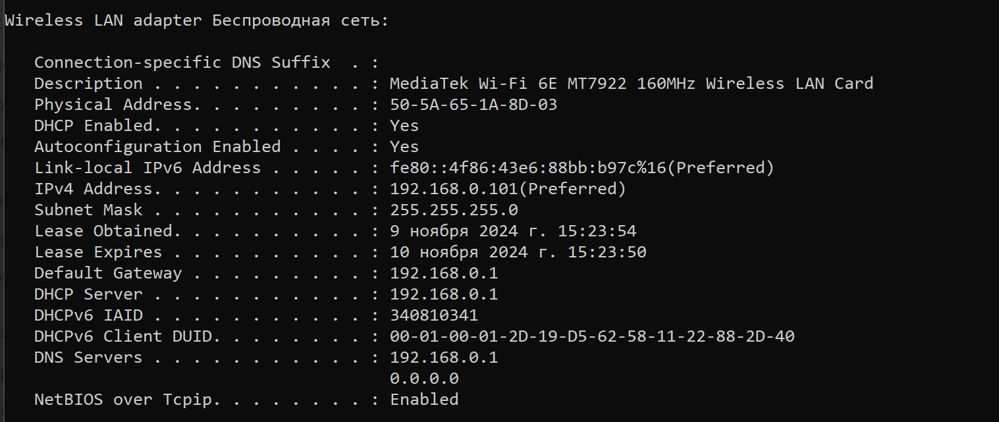 Wireless LAN adapter Беспроводная сеть:
Connection-specific DNS Suffix  . :
Description . . . . . . . . . . . : MediaTek Wi-Fi 6E MT7922 160MHz Wireless LAN Card
Physical Address. . . . . . . . . : 50-5A-65-1A-8D-03
DHCP Enabled. . . . . . . . . . . : Yes
Autoconfiguration Enabled . . . . : Yes
Link-local IPv6 Address . . . . . : fe80::4f86:43e6:88bb:b97c%16(Preferred)
IPv4 Address. . . . . . . . . . . : 192.168.0.101(Preferred)
Subnet Mask . . . . . . . . . . . : 255.255.255.0
Lease Obtained. . . . . . . . . . : 9 ноября 2024 г. 15:23:54
Lease Expires . . . . . . . . . . : 10 ноября 2024 г. 15:23:50
Default Gateway . . . . . . . . . : 192.168.0.1
DHCP Server . . . . . . . . . . . : 192.168.0.1
DHCPv6 IAID . . . . . . . . . . . : 340810341
DHCPv6 Client DUID. . . . . . . . : 00-01-00-01-2D-19-D5-62-58-11-22-88-2D-40
DNS Servers . . . . . . . . . . . : 192.168.0.1
0.0.0.0
NetBIOS over Tcpip. . . . . . . . : Enabled